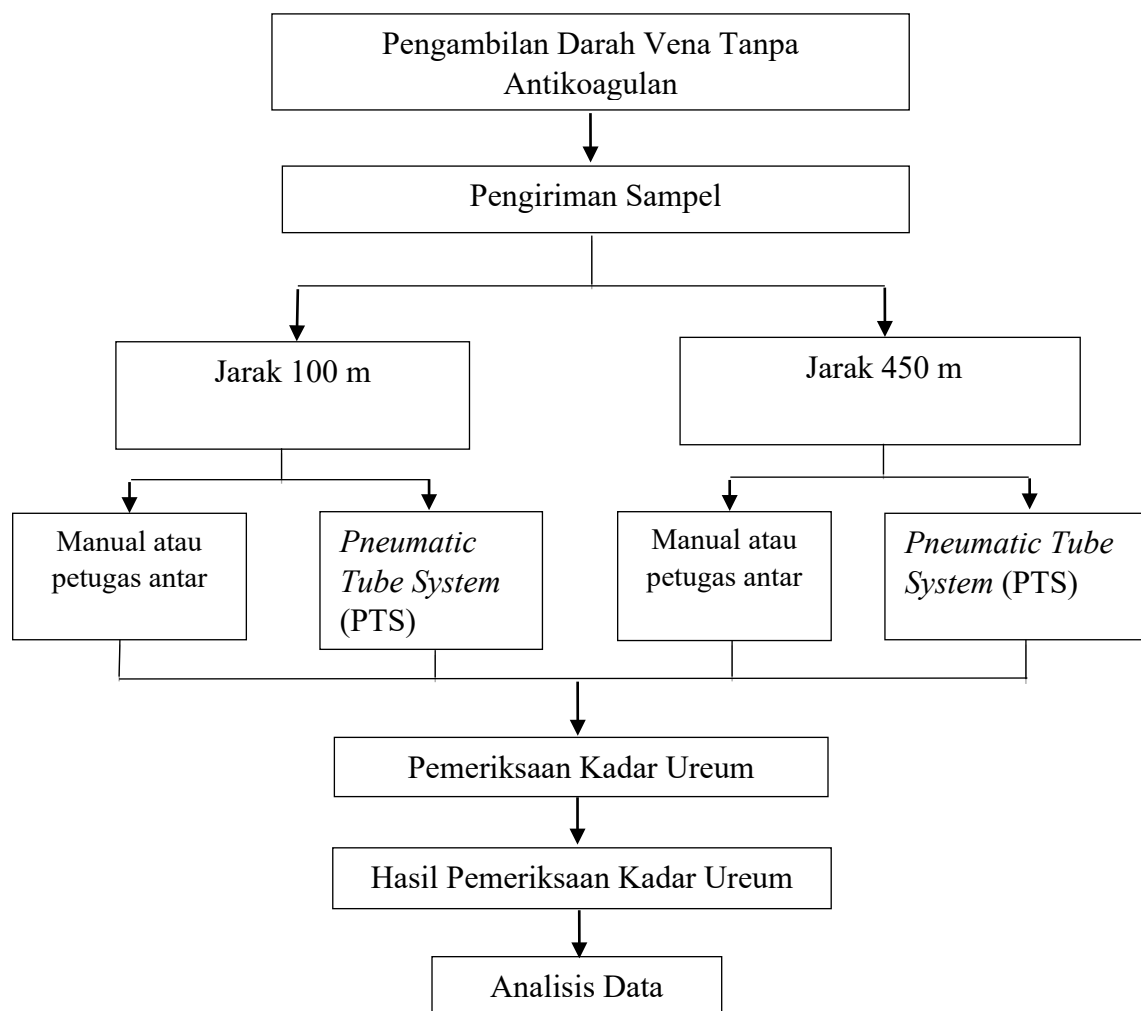 Pengambilan Darah Vena Tanpa
Antikoagulan
Pengiriman Sampel
Jarak 100 m
Jarak 450 m
Manual atau
petugas antar
Pneumatic
Tube System
(PTS)
Manual atau
petugas antar
Pneumatic Tube
System (PTS)
Pemeriksaan Kadar Ureum
Hasil Pemeriksaan Kadar Ureum
Analisis Data